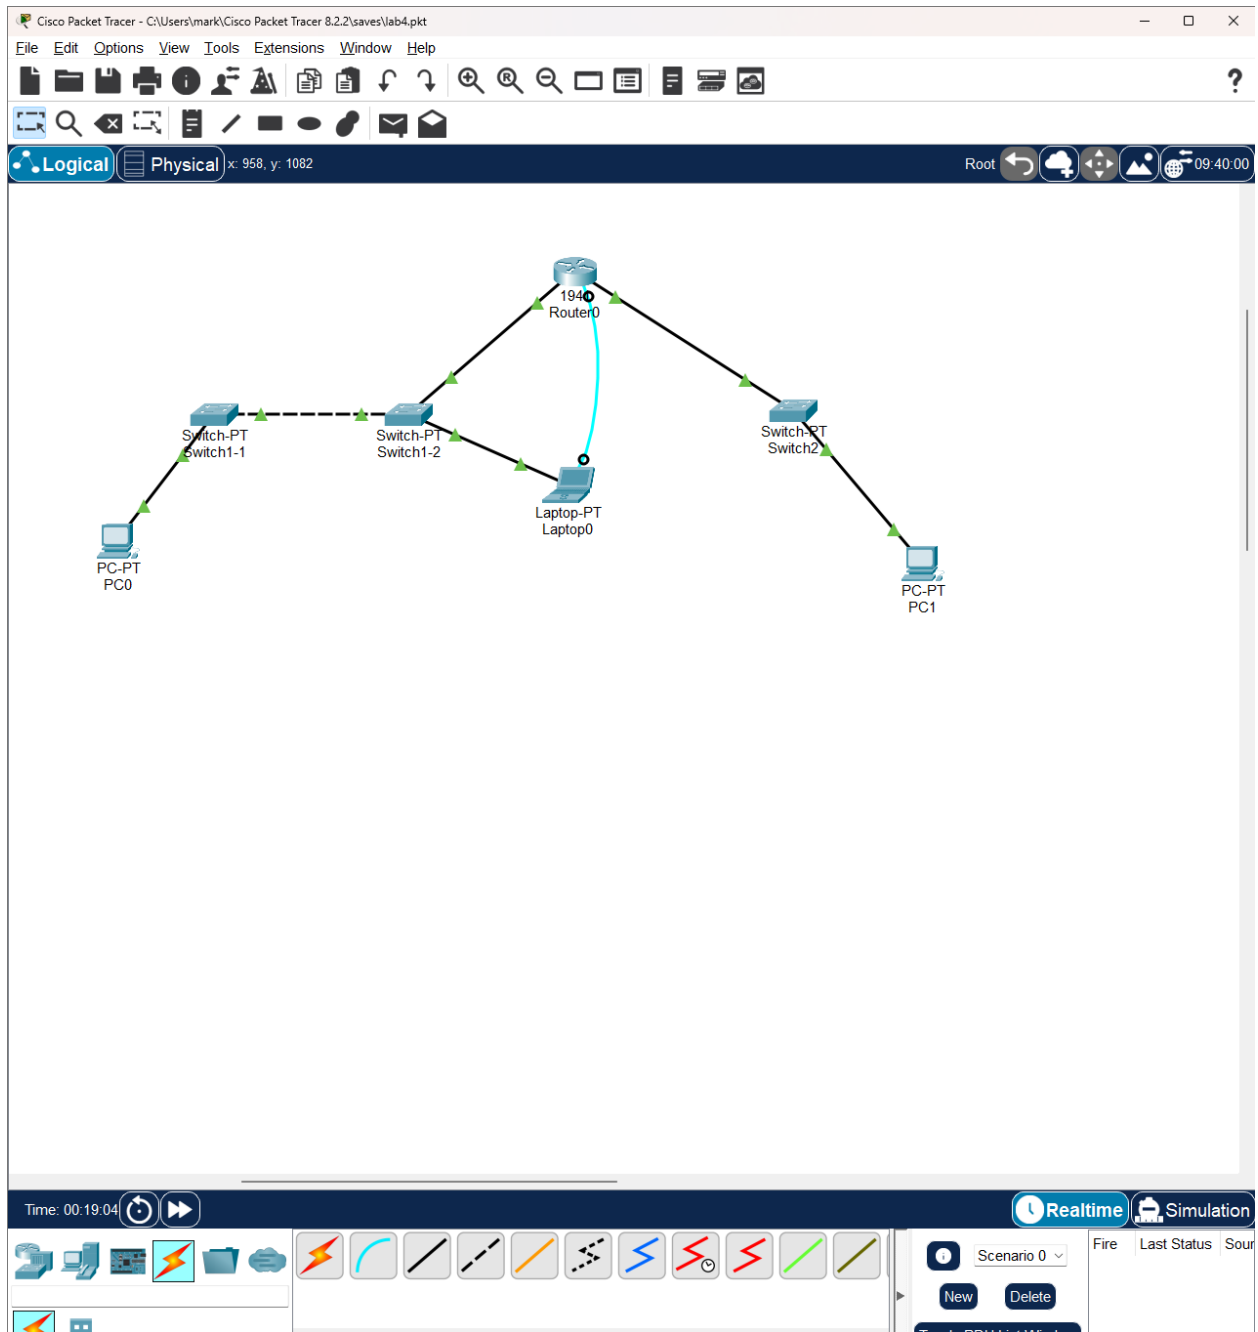 Cisco Packet Tracer - C:\Users\mark\Cisco Packet Tracer 8.2.2\saves\lab4.pkt
File Edit Options View Tools Extensions Window Help
Logical Physical x: 958, y: 1082 Root 09:40:00
194
Router0
Switch-PT
Switch1-1
Switch-PT
Switch1-2
Switch-PT
Switch2
Laptop-PT
Laptop0
PC-PT
PC0
PC-PT
PC1
Time: 00:19:04 Realtime Simulation
Scenario 0 Fire Last Status Sour
New Delete